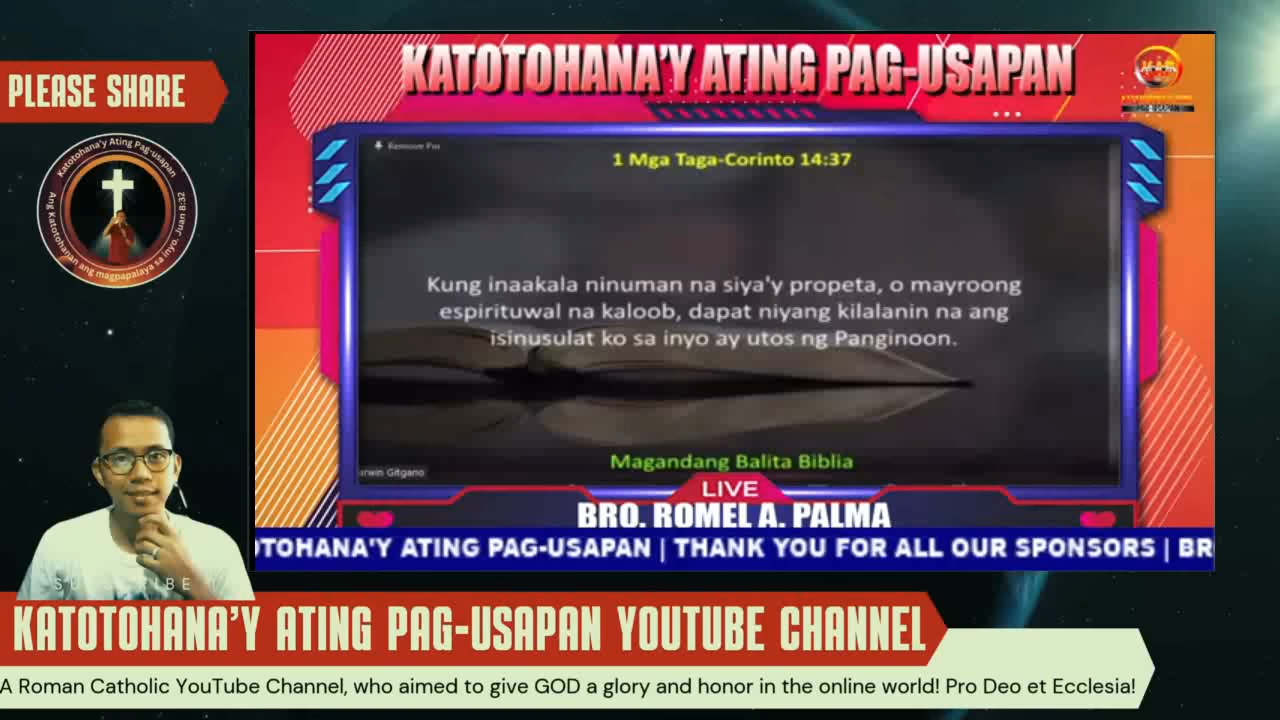 PLEASE SHARE
Katotohana'y Ating Pag-usapan
Ang Katotohanan ang magpapalaya sa inyo. Juan 8:32
KATOTOHANA'Y ATING PAG-USAPAN
Remove Pin
1 Mga Taga-Corinto 14:37
Kung inaakala ninuman na siya'y propeta, o mayroong
espirituwal na kaloob, dapat niyang kilalanin na ang
isinusulat ko sa inyo ay utos ng Panginoon.
Magandang Balita Biblia
rwin Gitgano
LIVE
BRO. ROMEL A. PALMA
OTOHANA'Y ATING PAG-USAPAN | THANK YOU FOR ALL OUR SPONSORS | BR
KATOTOHANA'Y ATING PAG-USAPAN YOUTUBE CHANNEL
A Roman Catholic YouTube Channel, who aimed to give GOD a glory and honor in the online world! Pro Deo et Ecclesia!